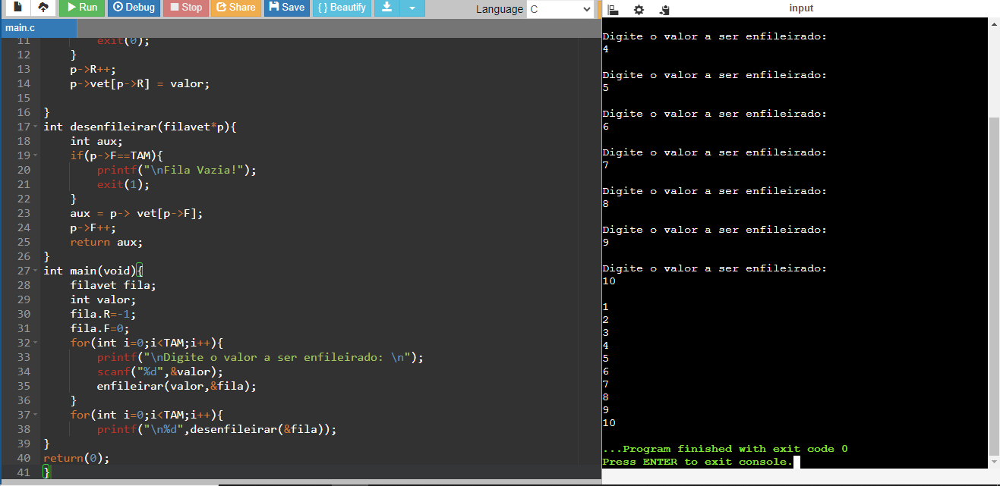 Run Debug Stop Share Save { } Beautify Language C
input
main.c
11 exit(0);
12 }
13 p->R++;
14 p->vet[p->R] = valor;
15
16 }
17 int desenfileirar(filavet*p){
18 int aux;
19 if(p->F==TAM){
20 printf("\nFila Vazia!");
21 exit(1);
22 }
23 aux = p-> vet[p->F];
24 p->F++;
25 return aux;
26 }
27 int main(void){
28 filavet fila;
29 int valor;
30 fila.R=-1;
31 fila.F=0;
32 for(int i=0;i<TAM;i++){
33 printf("\nDigite o valor a ser enfileirado: \n");
34 scanf("%d",&valor);
35 enfileirar(valor,&fila);
36 }
37 for(int i=0;i<TAM;i++){
38 printf("\n%d",desenfileirar(&fila));
39 }
40 return(0);
41 }
Digite o valor a ser enfileirado:
4
Digite o valor a ser enfileirado:
5
Digite o valor a ser enfileirado:
6
Digite o valor a ser enfileirado:
7
Digite o valor a ser enfileirado:
8
Digite o valor a ser enfileirado:
9
Digite o valor a ser enfileirado:
10
1
2
3
4
5
6
7
8
9
10
...Program finished with exit code 0
Press ENTER to exit console.